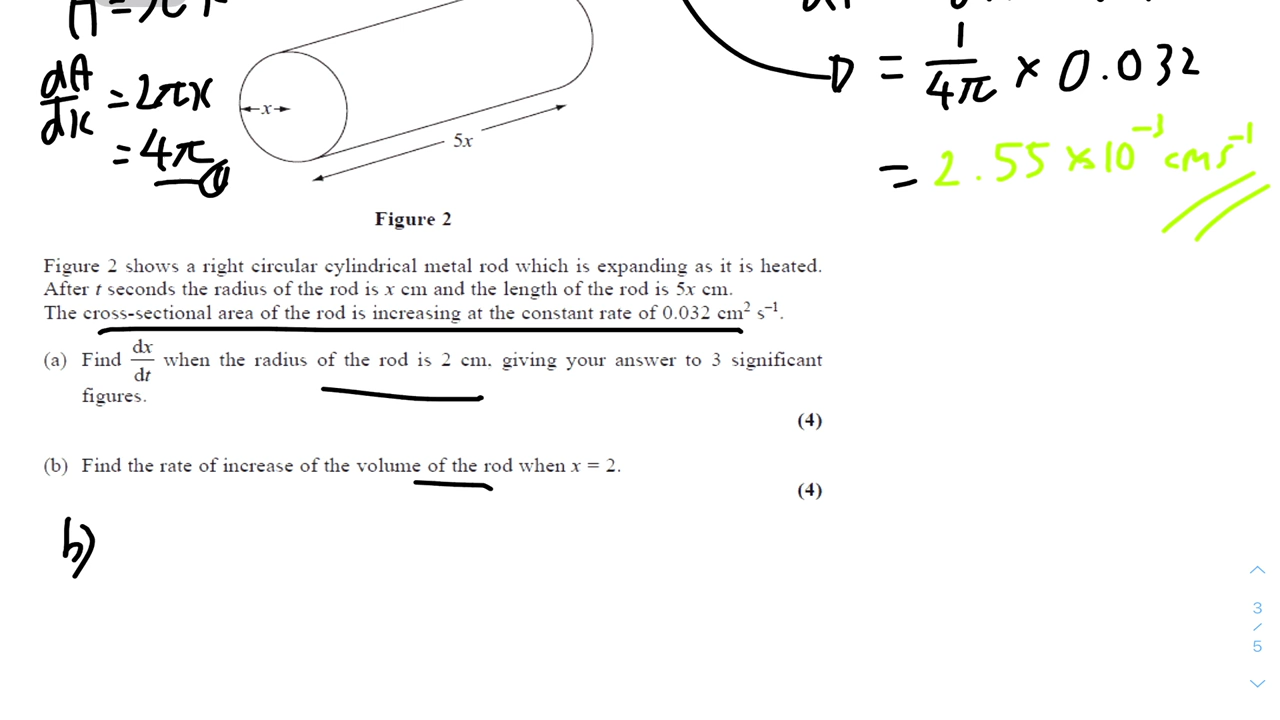 dA/dx = 2πx
= 4π
= 1/4π × 0.032
= 2.55 × 10⁻³ cms⁻¹
x
5x
Figure 2
Figure 2 shows a right circular cylindrical metal rod which is expanding as it is heated.
After t seconds the radius of the rod is x cm and the length of the rod is 5x cm.
The cross-sectional area of the rod is increasing at the constant rate of 0.032 cm² s⁻¹.
(a) Find dx/dt when the radius of the rod is 2 cm, giving your answer to 3 significant
figures.
(4)
(b) Find the rate of increase of the volume of the rod when x = 2.
(4)
b)
3
/
5